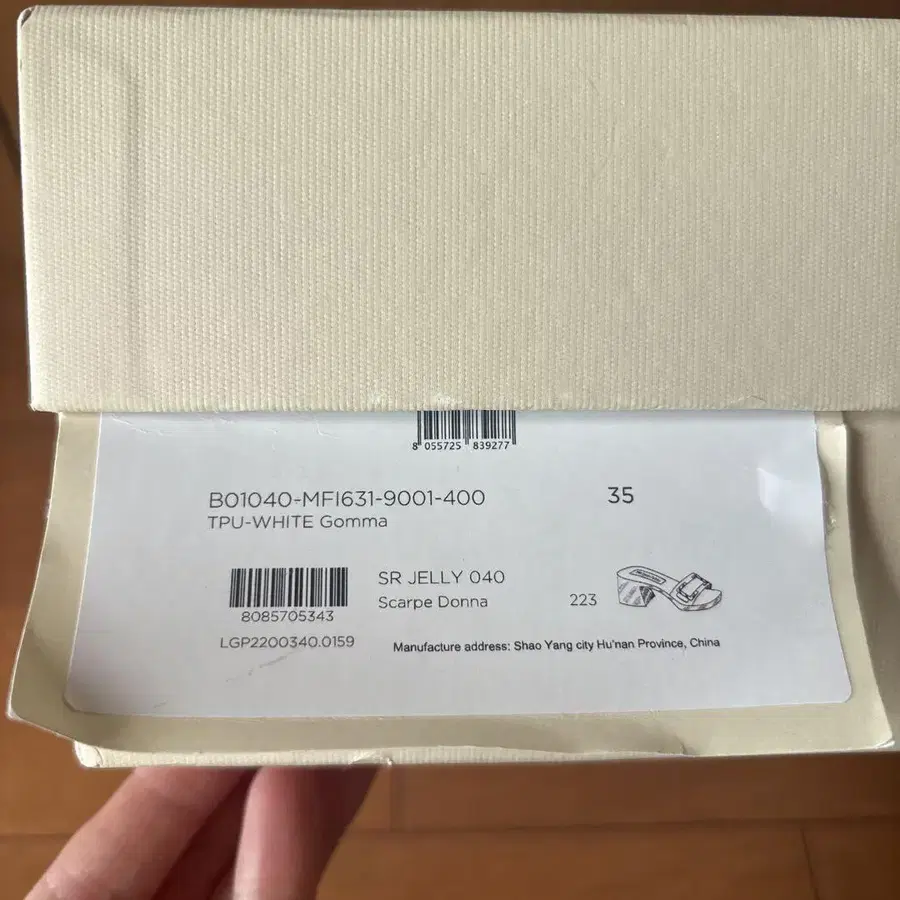 8 055725 839277
B01040-MFI631-9001-400
35
TPU-WHITE Gomma
SR JELLY 040
Scarpe Donna
223
8085705343
LGP2200340.0159
Manufacture address: Shao Yang city Hu'nan Province, China